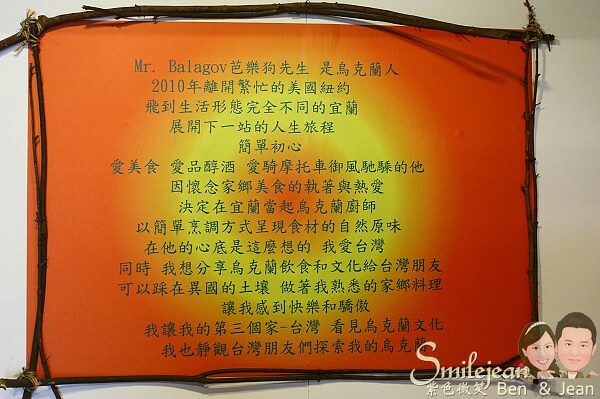 Mr. Balagov芭樂狗先生 是烏克蘭人
2010年離開繁忙的美國紐約
飛到生活形態完全不同的宜蘭
展開下一站的人生旅程
簡單初心
愛美食 愛品醇酒 愛騎摩托車御風馳騁的他
因懷念家鄉美食的執著與熱愛
決定在宜蘭當起烏克蘭廚師
以簡單烹調方式呈現食材的自然原味
在他的心底是這麼想的 我愛台灣
同時 我想分享烏克蘭飲食和文化給台灣朋友
可以踩在異國的土壤 做著我熟悉的家鄉料理
讓我感到快樂和驕傲
我讓我的第三個家-台灣 看見烏克蘭文化
我也靜觀台灣朋友們探索我的烏克蘭
Smilejean
紫色微笑 Ben & Jean